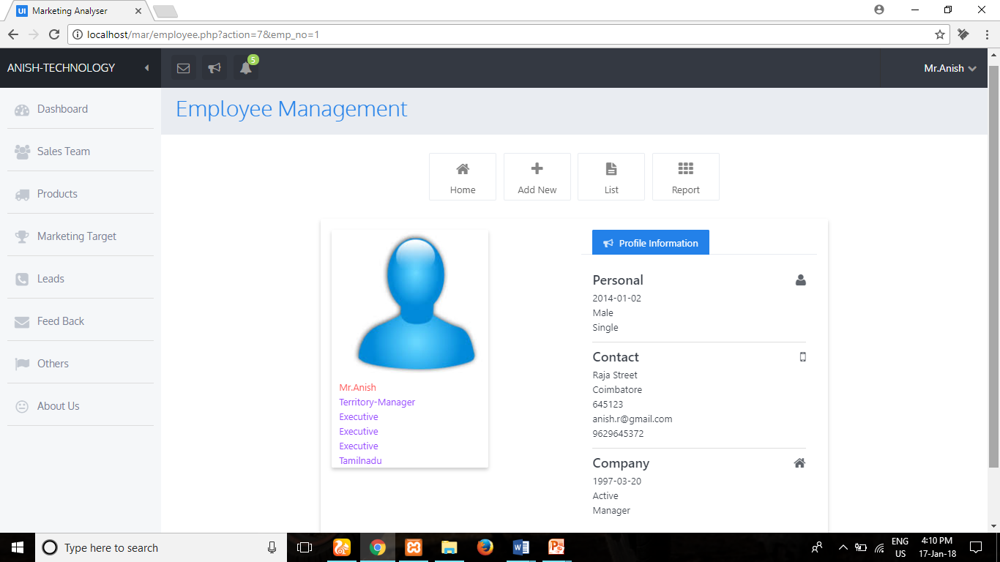 UI Marketing Analyser
localhost/mar/employee.php?action=7&emp_no=1
ANISH-TECHNOLOGY
5
Mr.Anish
Employee Management
Dashboard
Sales Team
Products
Marketing Target
Leads
Feed Back
Others
About Us
Home
Add New
List
Report
Mr.Anish
Territory-Manager
Executive
Executive
Executive
Tamilnadu
Profile Information
Personal
2014-01-02
Male
Single
Contact
Raja Street
Coimbatore
645123
anish.r@gmail.com
9629645372
Company
1997-03-20
Active
Manager
Type here to search
ENG
US
4:10 PM
17-Jan-18